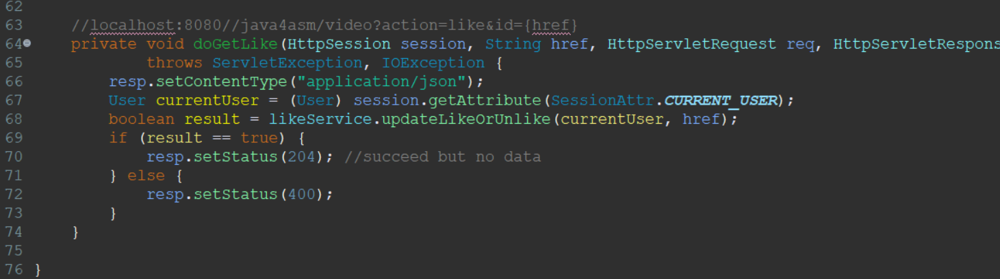 62
63 //localhost:8080//java4asm/video?action=like&id={href}
64 private void doGetLike(HttpSession session, String href, HttpServletRequest req, HttpServletRespons
65 throws ServletException, IOException {
66 resp.setContentType("application/json");
67 User currentUser = (User) session.getAttribute(SessionAttr.CURRENT_USER);
68 boolean result = likeService.updateLikeOrUnlike(currentUser, href);
69 if (result == true) {
70 resp.setStatus(204); //succeed but no data
71 } else {
72 resp.setStatus(400);
73 }
74 }
75
76 }